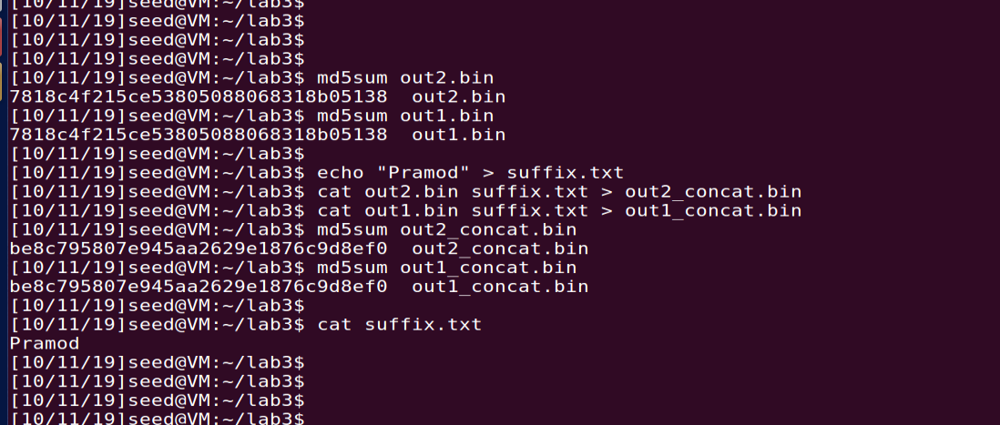 [10/11/19]seed@VM:~/lab3$
[10/11/19]seed@VM:~/lab3$
[10/11/19]seed@VM:~/lab3$
[10/11/19]seed@VM:~/lab3$
[10/11/19]seed@VM:~/lab3$ md5sum out2.bin
7818c4f215ce53805088068318b05138  out2.bin
[10/11/19]seed@VM:~/lab3$ md5sum out1.bin
7818c4f215ce53805088068318b05138  out1.bin
[10/11/19]seed@VM:~/lab3$
[10/11/19]seed@VM:~/lab3$ echo "Pramod" > suffix.txt
[10/11/19]seed@VM:~/lab3$ cat out2.bin suffix.txt > out2_concat.bin
[10/11/19]seed@VM:~/lab3$ cat out1.bin suffix.txt > out1_concat.bin
[10/11/19]seed@VM:~/lab3$ md5sum out2_concat.bin
be8c795807e945aa2629e1876c9d8ef0  out2_concat.bin
[10/11/19]seed@VM:~/lab3$ md5sum out1_concat.bin
be8c795807e945aa2629e1876c9d8ef0  out1_concat.bin
[10/11/19]seed@VM:~/lab3$
[10/11/19]seed@VM:~/lab3$ cat suffix.txt
Pramod
[10/11/19]seed@VM:~/lab3$
[10/11/19]seed@VM:~/lab3$
[10/11/19]seed@VM:~/lab3$
[10/11/19]seed@VM:~/lab3$